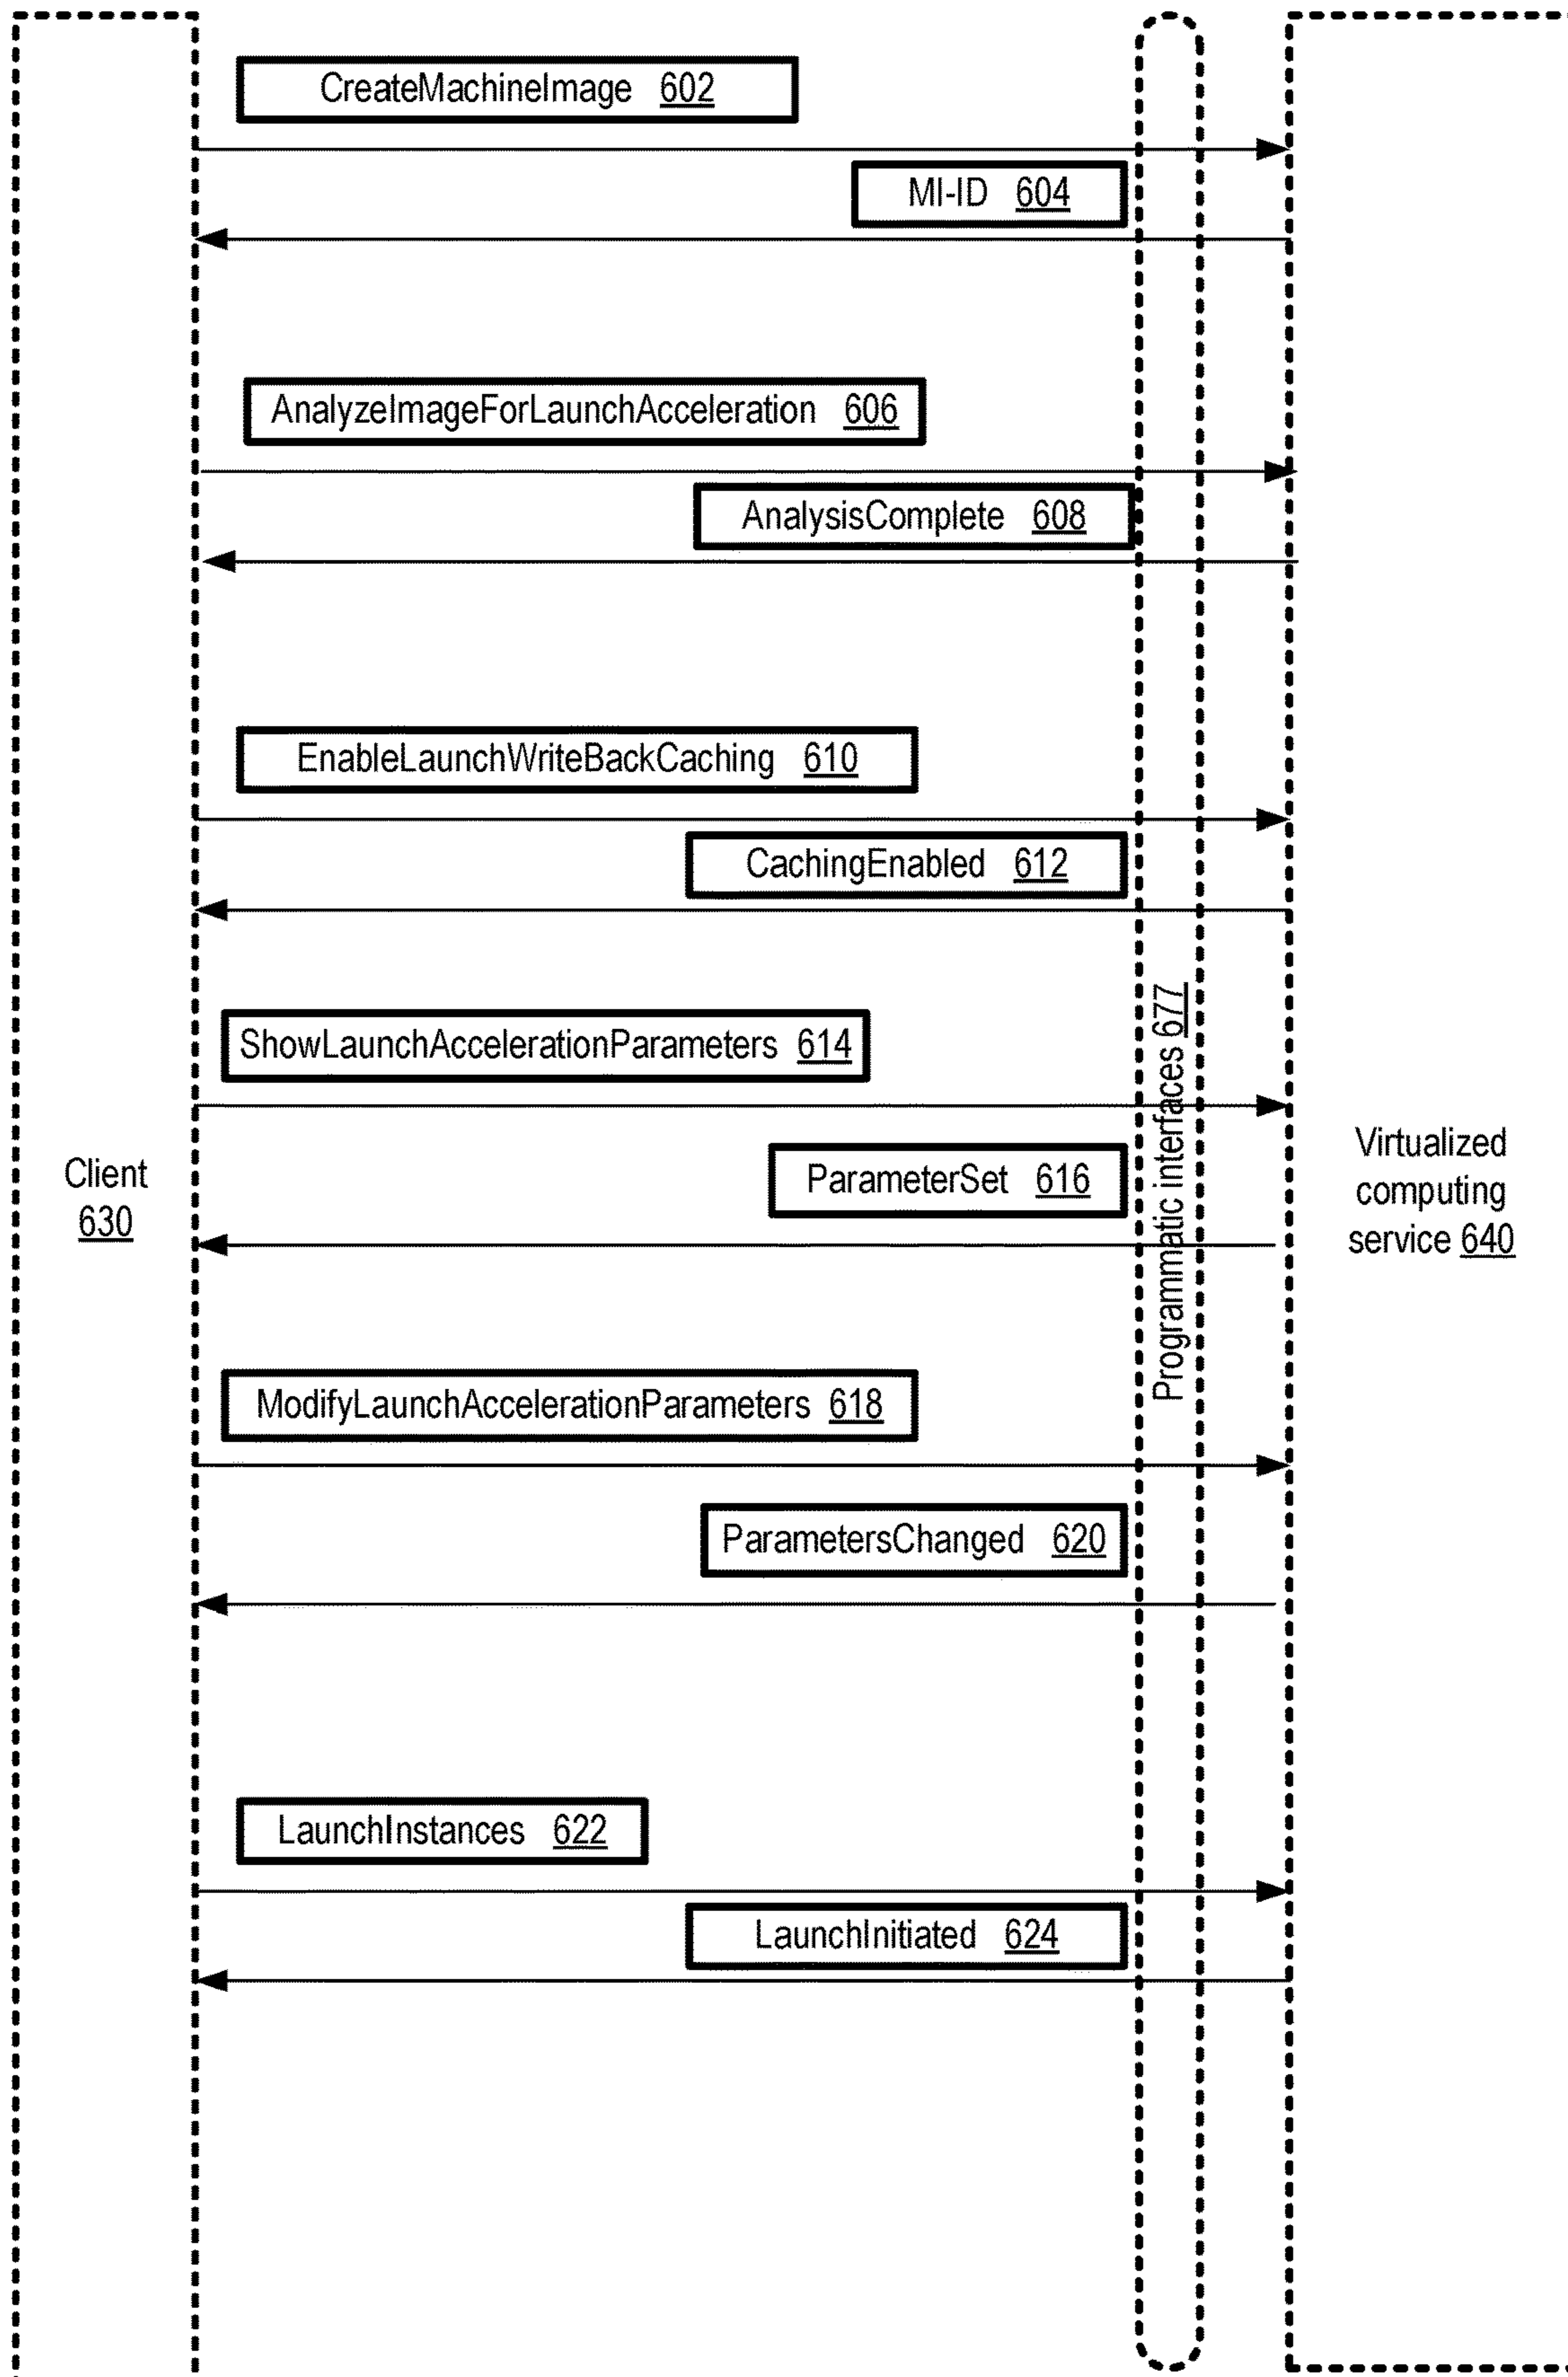 CreateMachineImage 602
MI-ID 604
AnalyzeImageForLaunchAcceleration 606
AnalysisComplete 608
EnableLaunchWriteBackCaching 610
CachingEnabled 612
ShowLaunchAccelerationParameters 614
ParameterSet 616
Client
630
Programmatic interfaces 677
Virtualized
computing
service 640
ModifyLaunchAccelerationParameters 618
ParametersChanged 620
LaunchInstances 622
LaunchInitiated 624